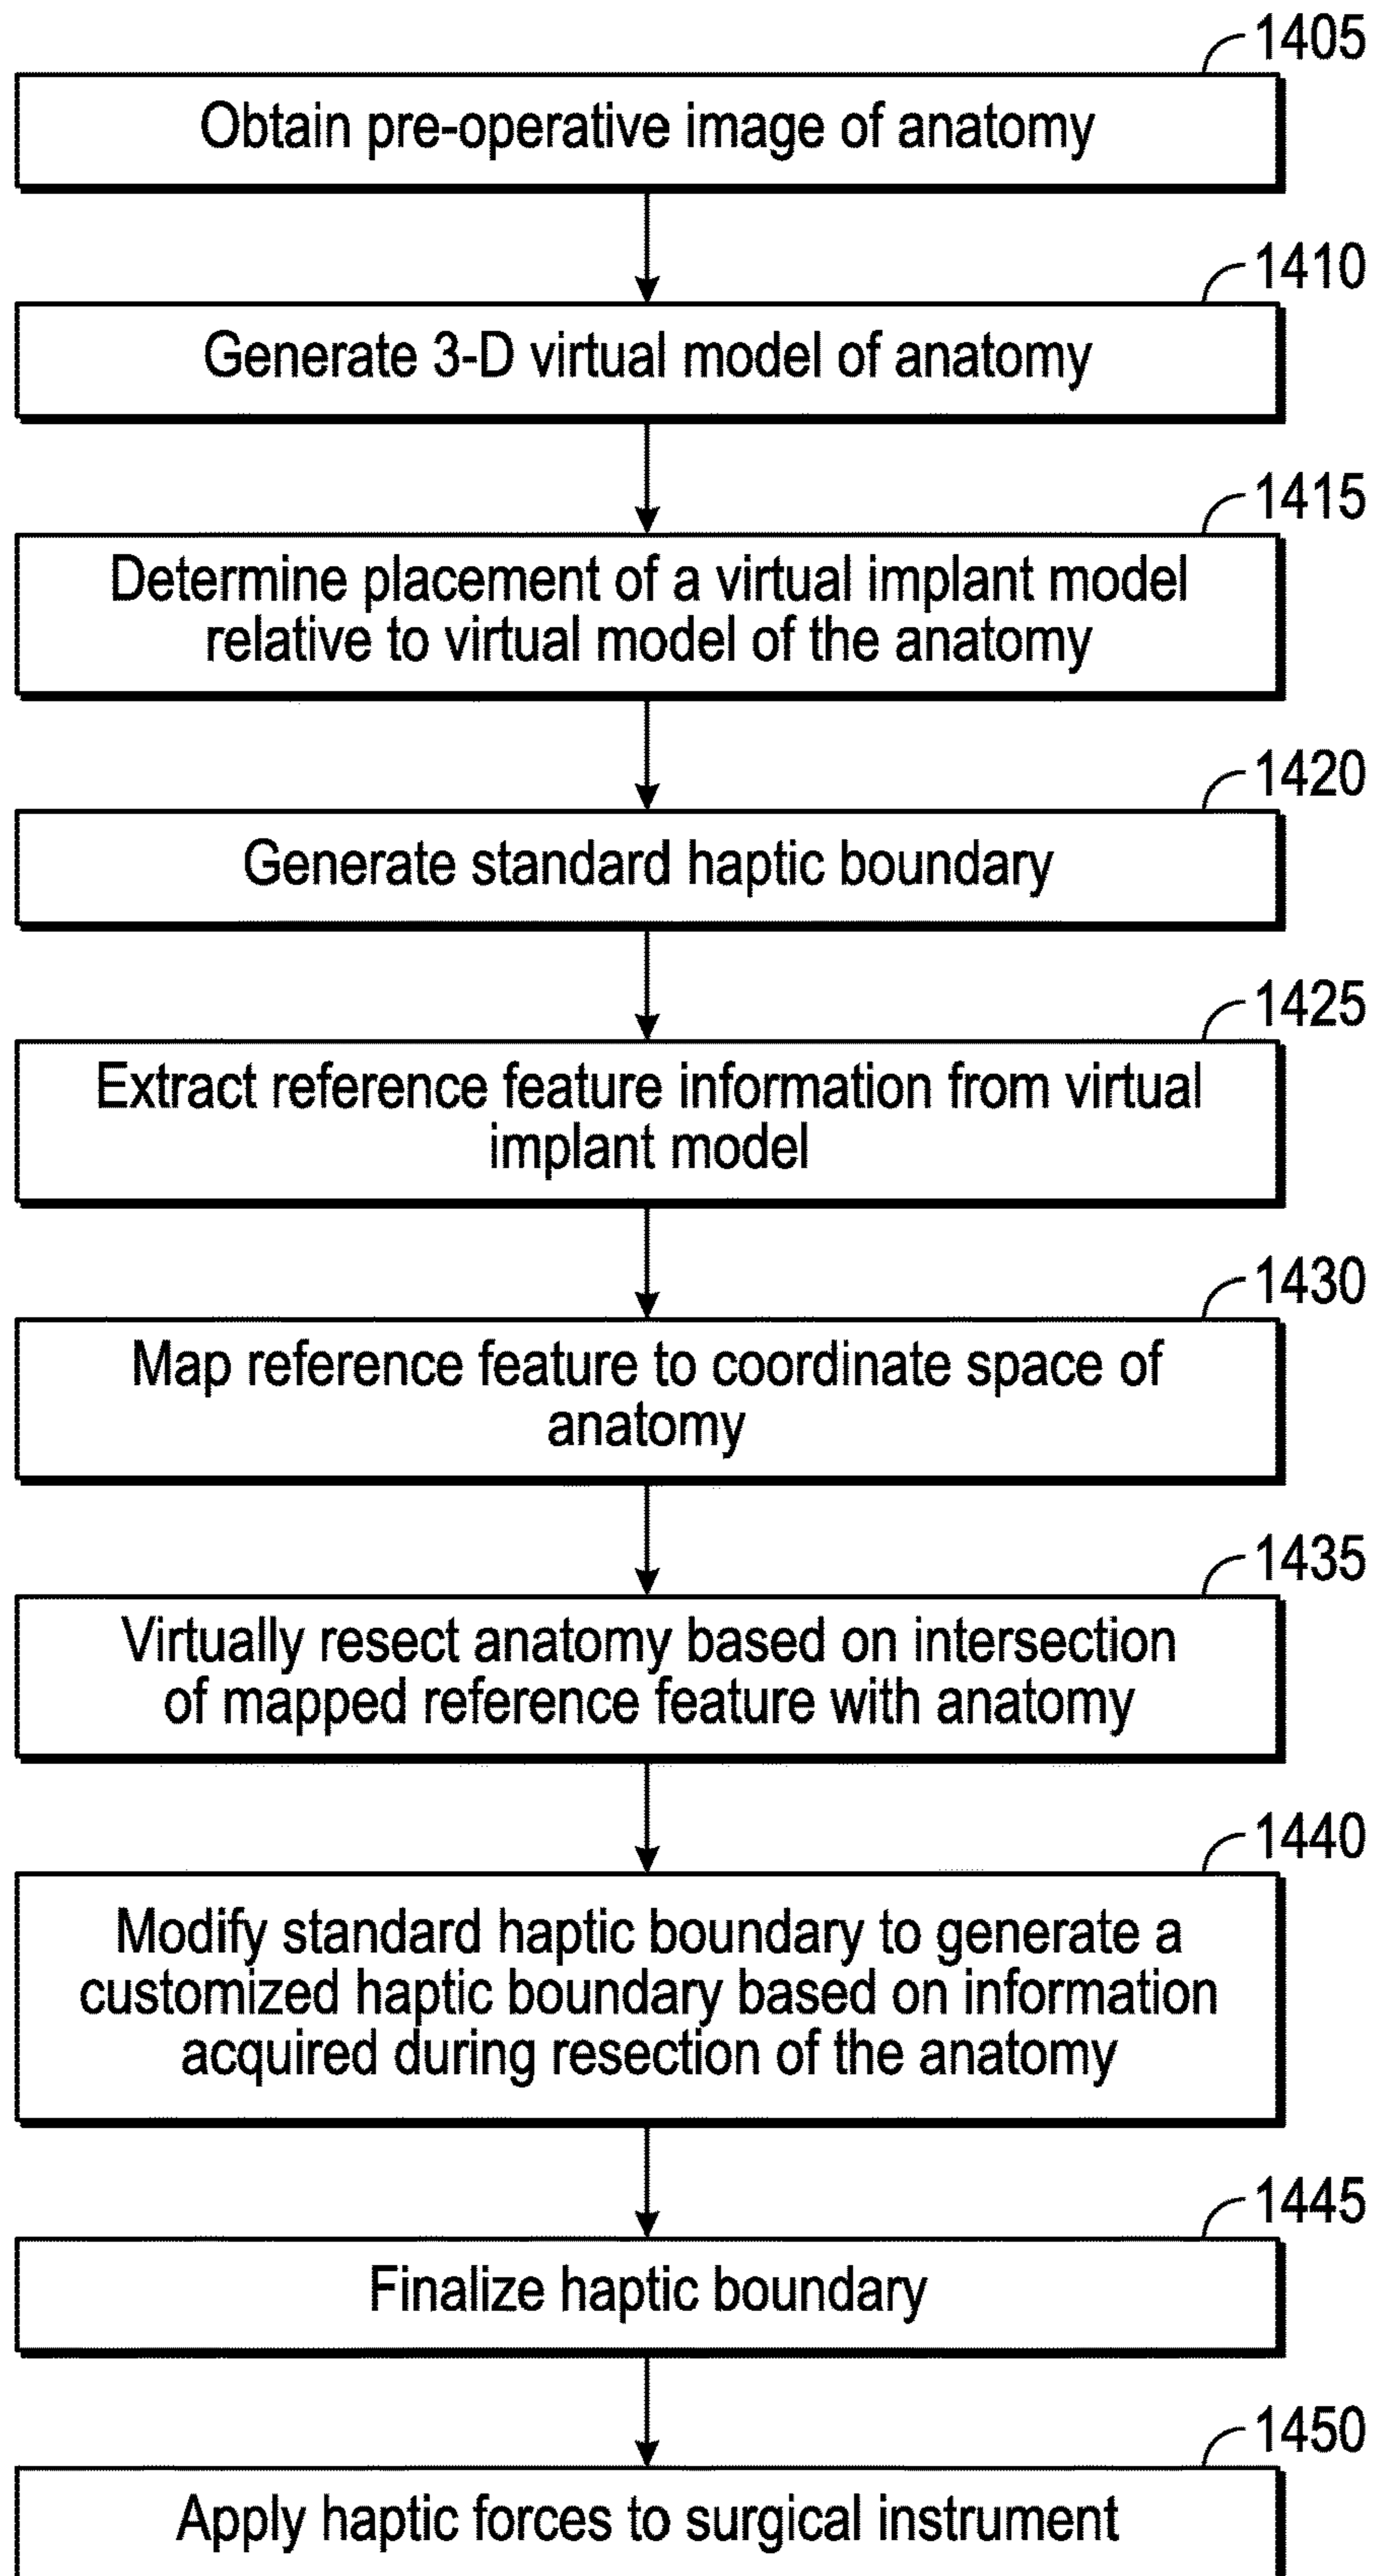 1405
Obtain pre-operative image of anatomy
1410
Generate 3-D virtual model of anatomy
1415
Determine placement of a virtual implant model
relative to virtual model of the anatomy
1420
Generate standard haptic boundary
1425
Extract reference feature information from virtual
implant model
1430
Map reference feature to coordinate space of
anatomy
1435
Virtually resect anatomy based on intersection
of mapped reference feature with anatomy
1440
Modify standard haptic boundary to generate a
customized haptic boundary based on information
acquired during resection of the anatomy
1445
Finalize haptic boundary
1450
Apply haptic forces to surgical instrument